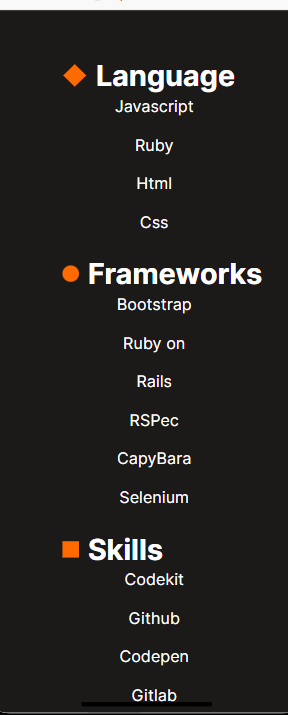 Language
Javascript
Ruby
Html
Css
Frameworks
Bootstrap
Ruby on
Rails
RSPec
CapyBara
Selenium
Skills
Codekit
Github
Codepen
Gitlab